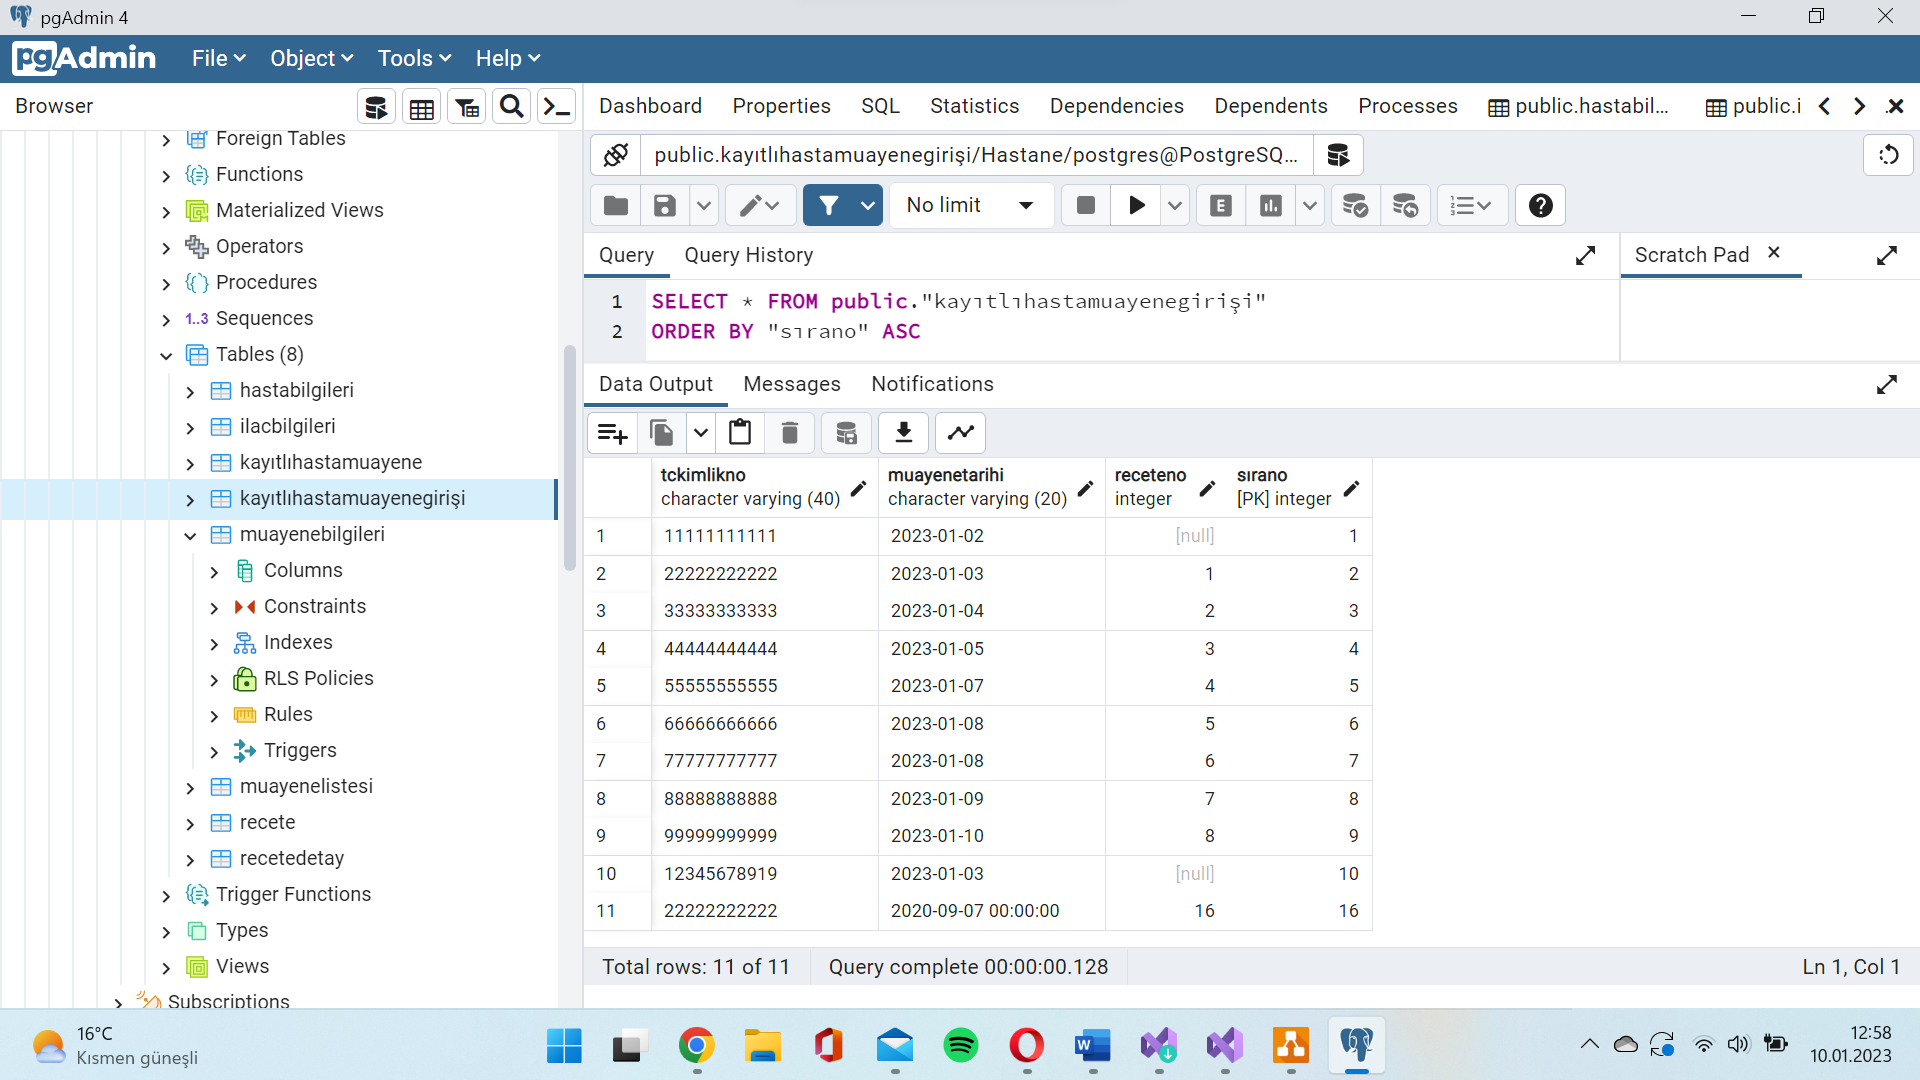 pgAdmin 4
pgAdmin File Object Tools Help
Browser
Dashboard Properties SQL Statistics Dependencies Dependents Processes public.hastabil... public.i
public.kayıtlıhastamuayenegirişi/Hastane/postgres@PostgreSQ...
No limit
Query Query History
Scratch Pad
1 SELECT * FROM public."kayıtlıhastamuayenegirişi"
2 ORDER BY "sırano" ASC
Foreign Tables
Functions
Materialized Views
Operators
Procedures
1..3 Sequences
Tables (8)
hastabilgileri
ilacbilgileri
kayıtlıhastamuayene
kayıtlıhastamuayenegirişi
muayenebilgileri
Columns
Constraints
Indexes
RLS Policies
Rules
Triggers
muayenelistesi
recete
recetedetay
Trigger Functions
Types
Views
Subscriptions
Data Output Messages Notifications
tckimlikno muayenetarihi receteno sırano
character varying (40) character varying (20) integer [PK] integer
1 11111111111 2023-01-02 [null] 1
2 22222222222 2023-01-03 1 2
3 33333333333 2023-01-04 2 3
4 44444444444 2023-01-05 3 4
5 55555555555 2023-01-07 4 5
6 66666666666 2023-01-08 5 6
7 77777777777 2023-01-08 6 7
8 88888888888 2023-01-09 7 8
9 99999999999 2023-01-10 8 9
10 12345678919 2023-01-03 [null] 10
11 22222222222 2020-09-07 00:00:00 16 16
Total rows: 11 of 11 Query complete 00:00:00.128 Ln 1, Col 1
16°C
Kısmen güneşli
12:58
10.01.2023